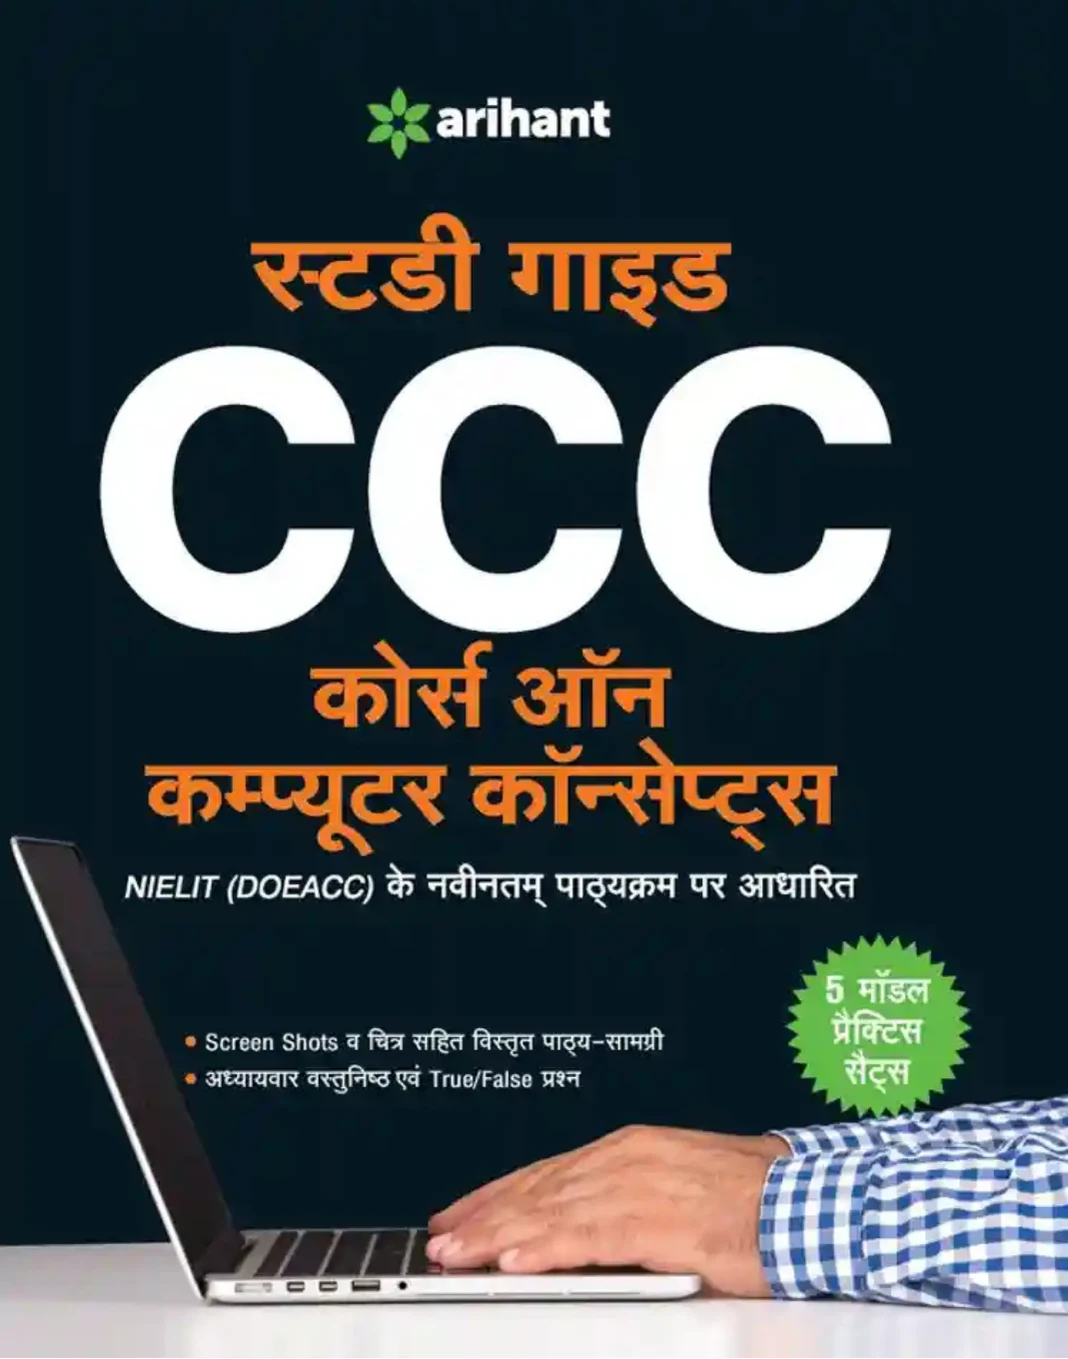 arihant
स्टडी गाइड
CCC
कोर्स ऑन
कम्प्यूटर कॉन्सेप्ट्स
NIELIT (DOEACC) के नवीनतम् पाठ्यक्रम पर आधारित
5 मॉडल
प्रैक्टिस
सैट्स
• Screen Shots व चित्र सहित विस्तृत पाठ्य-सामग्री
• अध्यायवार वस्तुनिष्ठ एवं True/False प्रश्न